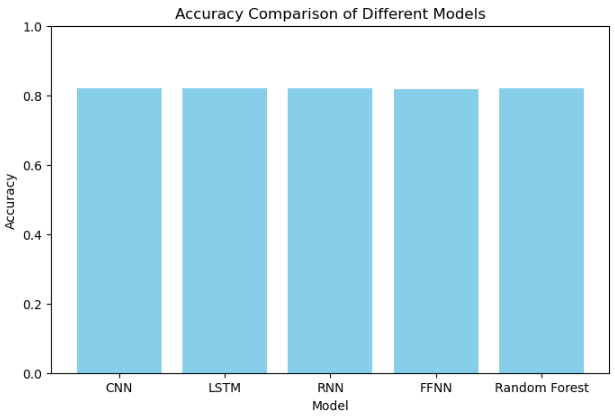 Accuracy Comparison of Different Models
1.0
0.8
0.6
0.4
0.2
0.0
Accuracy
CNN LSTM RNN FFNN Random Forest
Model